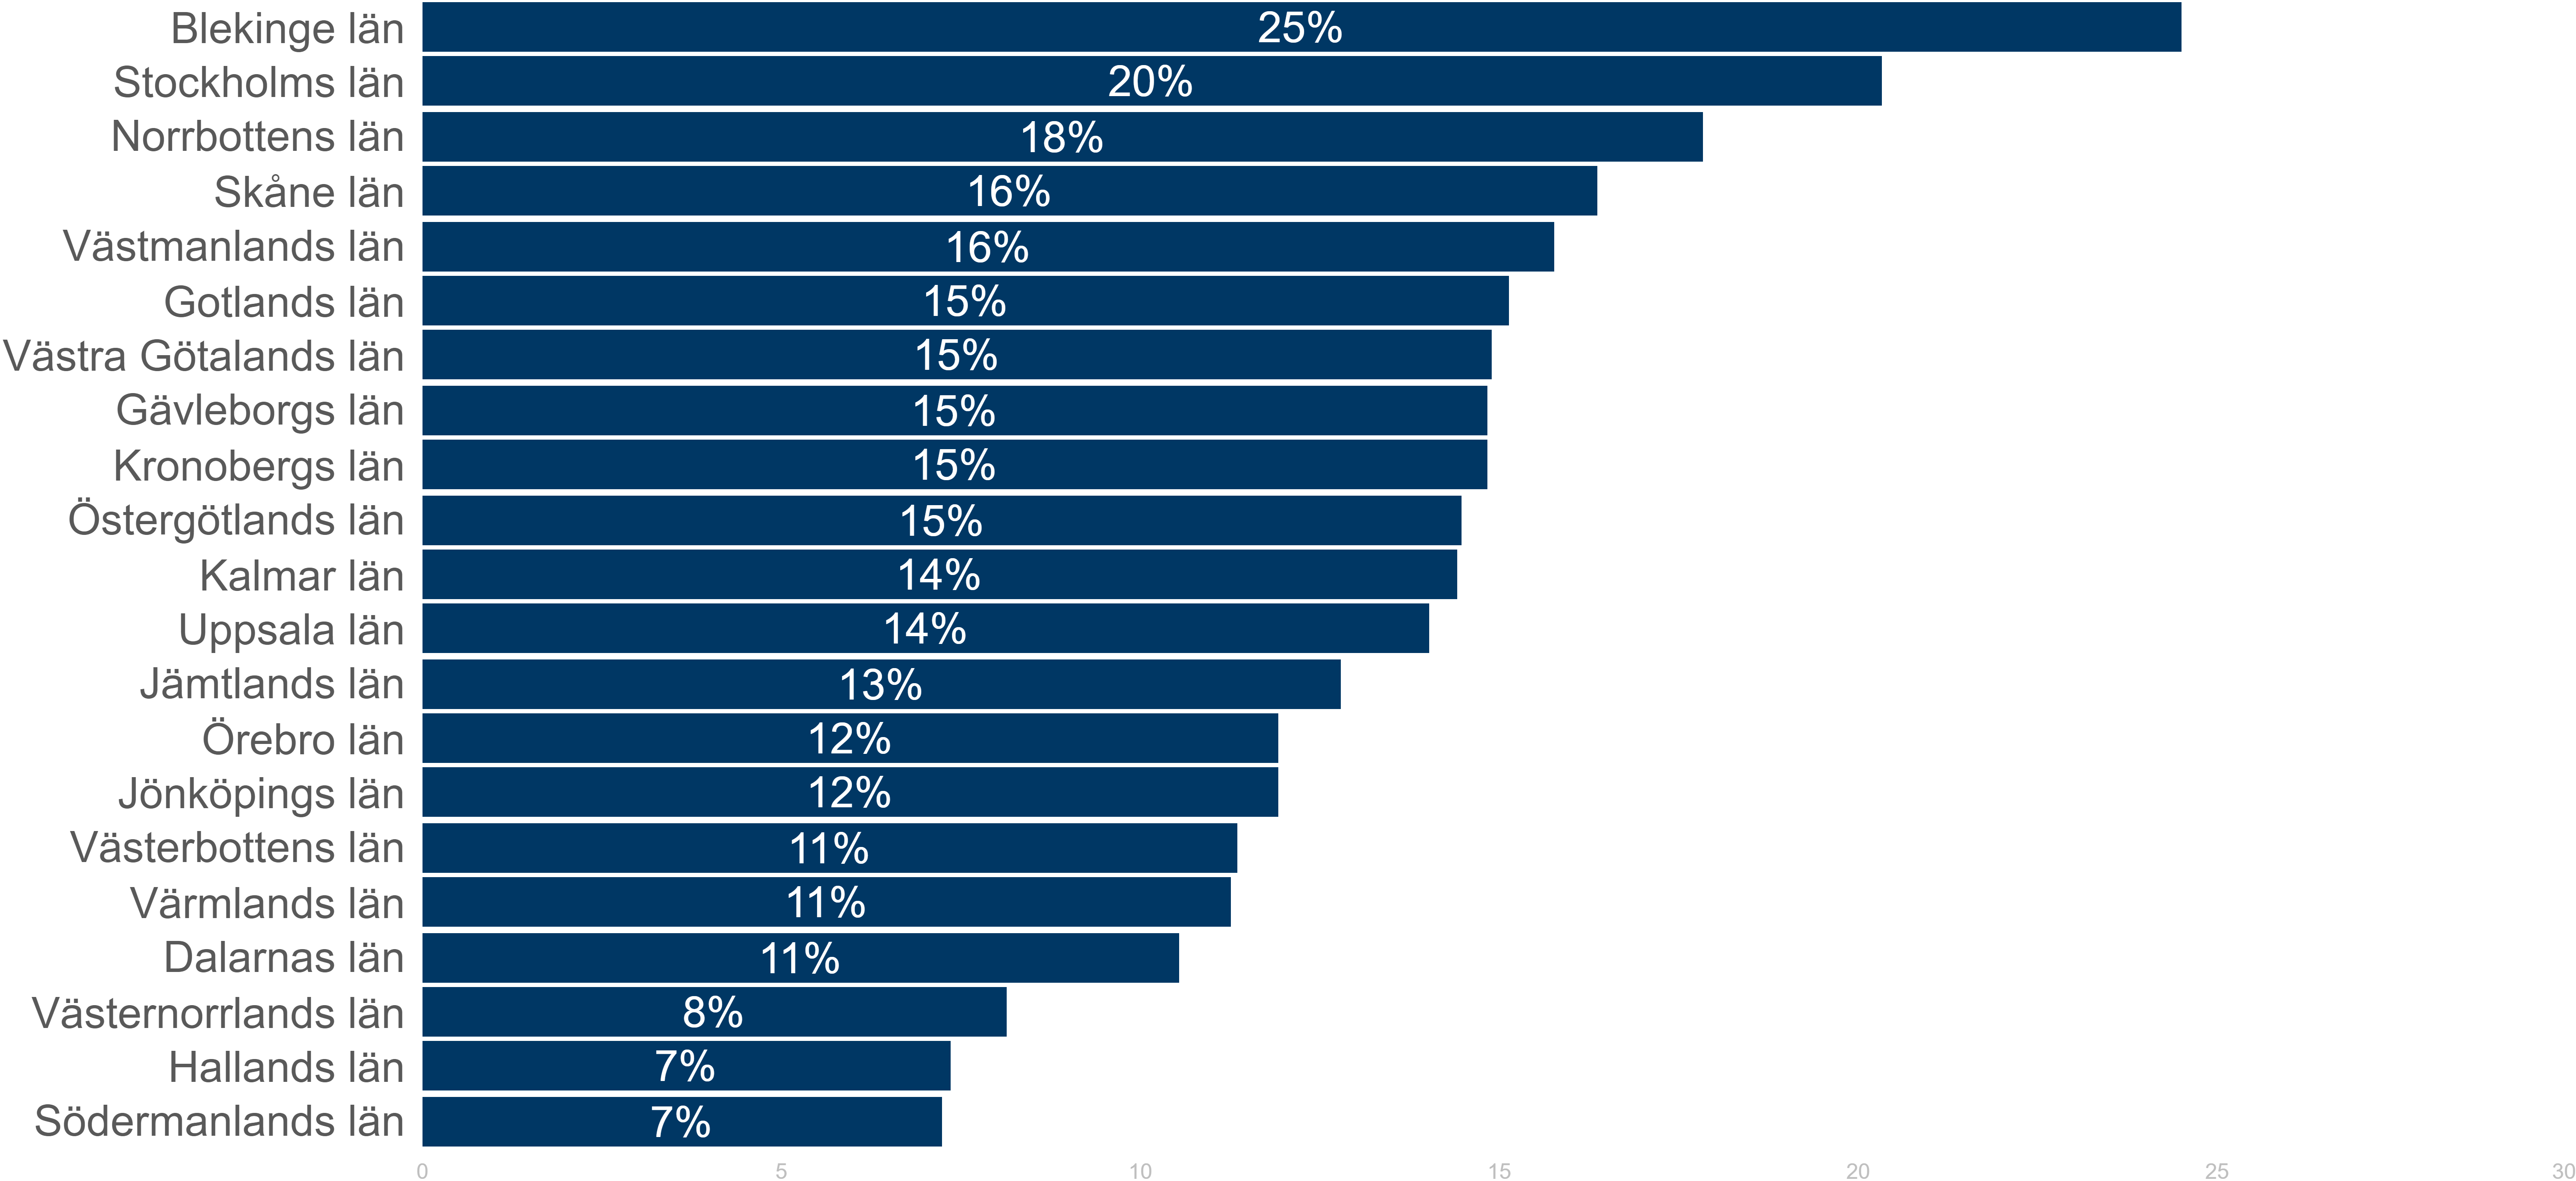 Blekinge län 25%
Stockholms län 20%
Norrbottens län 18%
Skåne län 16%
Västmanlands län 16%
Gotlands län 15%
Västra Götalands län 15%
Gävleborgs län 15%
Kronobergs län 15%
Östergötlands län 15%
Kalmar län 14%
Uppsala län 14%
Jämtlands län 13%
Örebro län 12%
Jönköpings län 12%
Västerbottens län 11%
Värmlands län 11%
Dalarnas län 11%
Västernorrlands län 8%
Hallands län 7%
Södermanlands län 7%
0 5 10 15 20 25 30